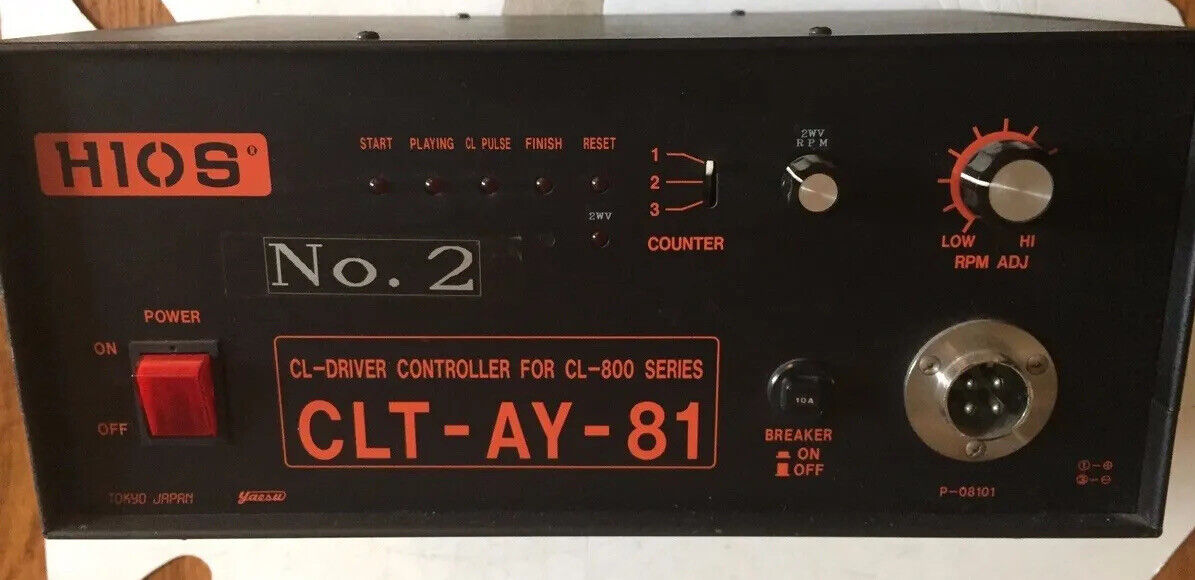 HIOS®
START PLAYING CL PULSE FINISH RESET
2WV
1
2
3
COUNTER
2WV
RPM
LOW HI
RPM ADJ
No. 2
POWER
ON
OFF
CL-DRIVER CONTROLLER FOR CL-800 SERIES
CLT-AY-81
10A
BREAKER
ON
OFF
P-08101
①-⊕
③-⊖
TOKYO JAPAN
Yaesu